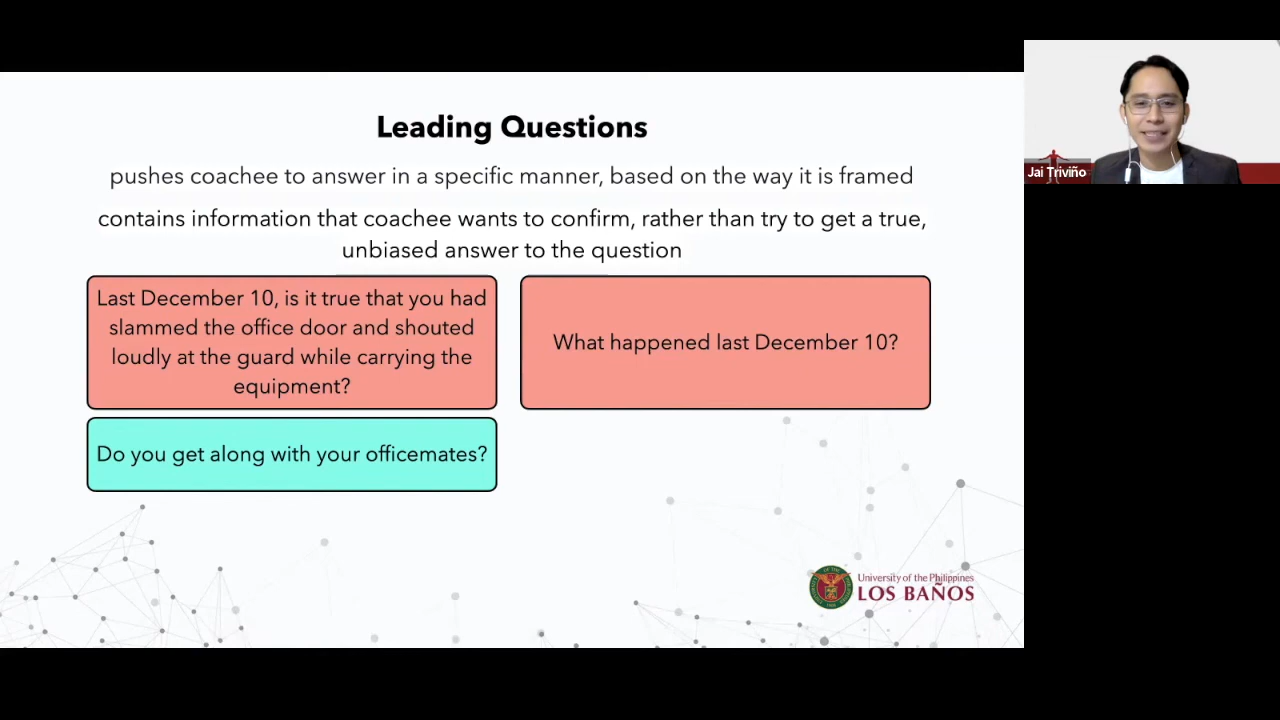 Leading Questions
pushes coachee to answer in a specific manner, based on the way it is framed
contains information that coachee wants to confirm, rather than try to get a true,
unbiased answer to the question
Last December 10, is it true that you had
slammed the office door and shouted
loudly at the guard while carrying the
equipment?
What happened last December 10?
Do you get along with your officemates?
University of the Philippines
LOS BAÑOS
Jai Triviño